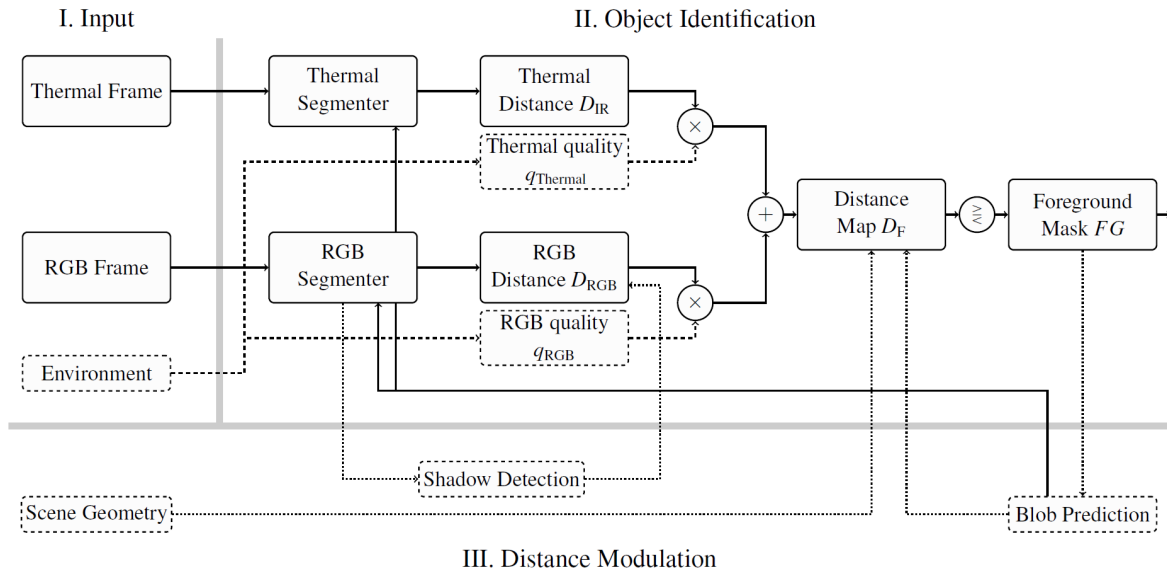 I. Input
II. Object Identification
Thermal Frame
Thermal
Segmenter
Thermal
Distance D_IR
×
Thermal quality
q_Thermal
+
Distance
Map D_F
⋛
Foreground
Mask FG
RGB Frame
RGB
Segmenter
RGB
Distance D_RGB
×
RGB quality
q_RGB
Environment
Shadow Detection
Scene Geometry
Blob Prediction
III. Distance Modulation